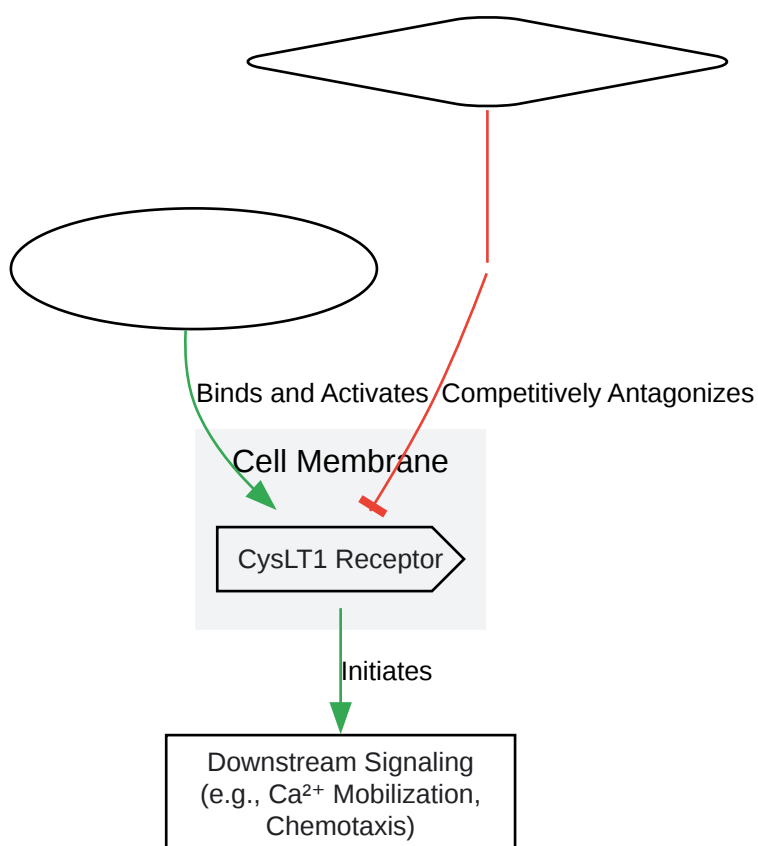 Binds and Activates
Competitively Antagonizes
Cell Membrane
CysLT1 Receptor
Initiates
Downstream Signaling
(e.g., Ca²⁺ Mobilization,
Chemotaxis)